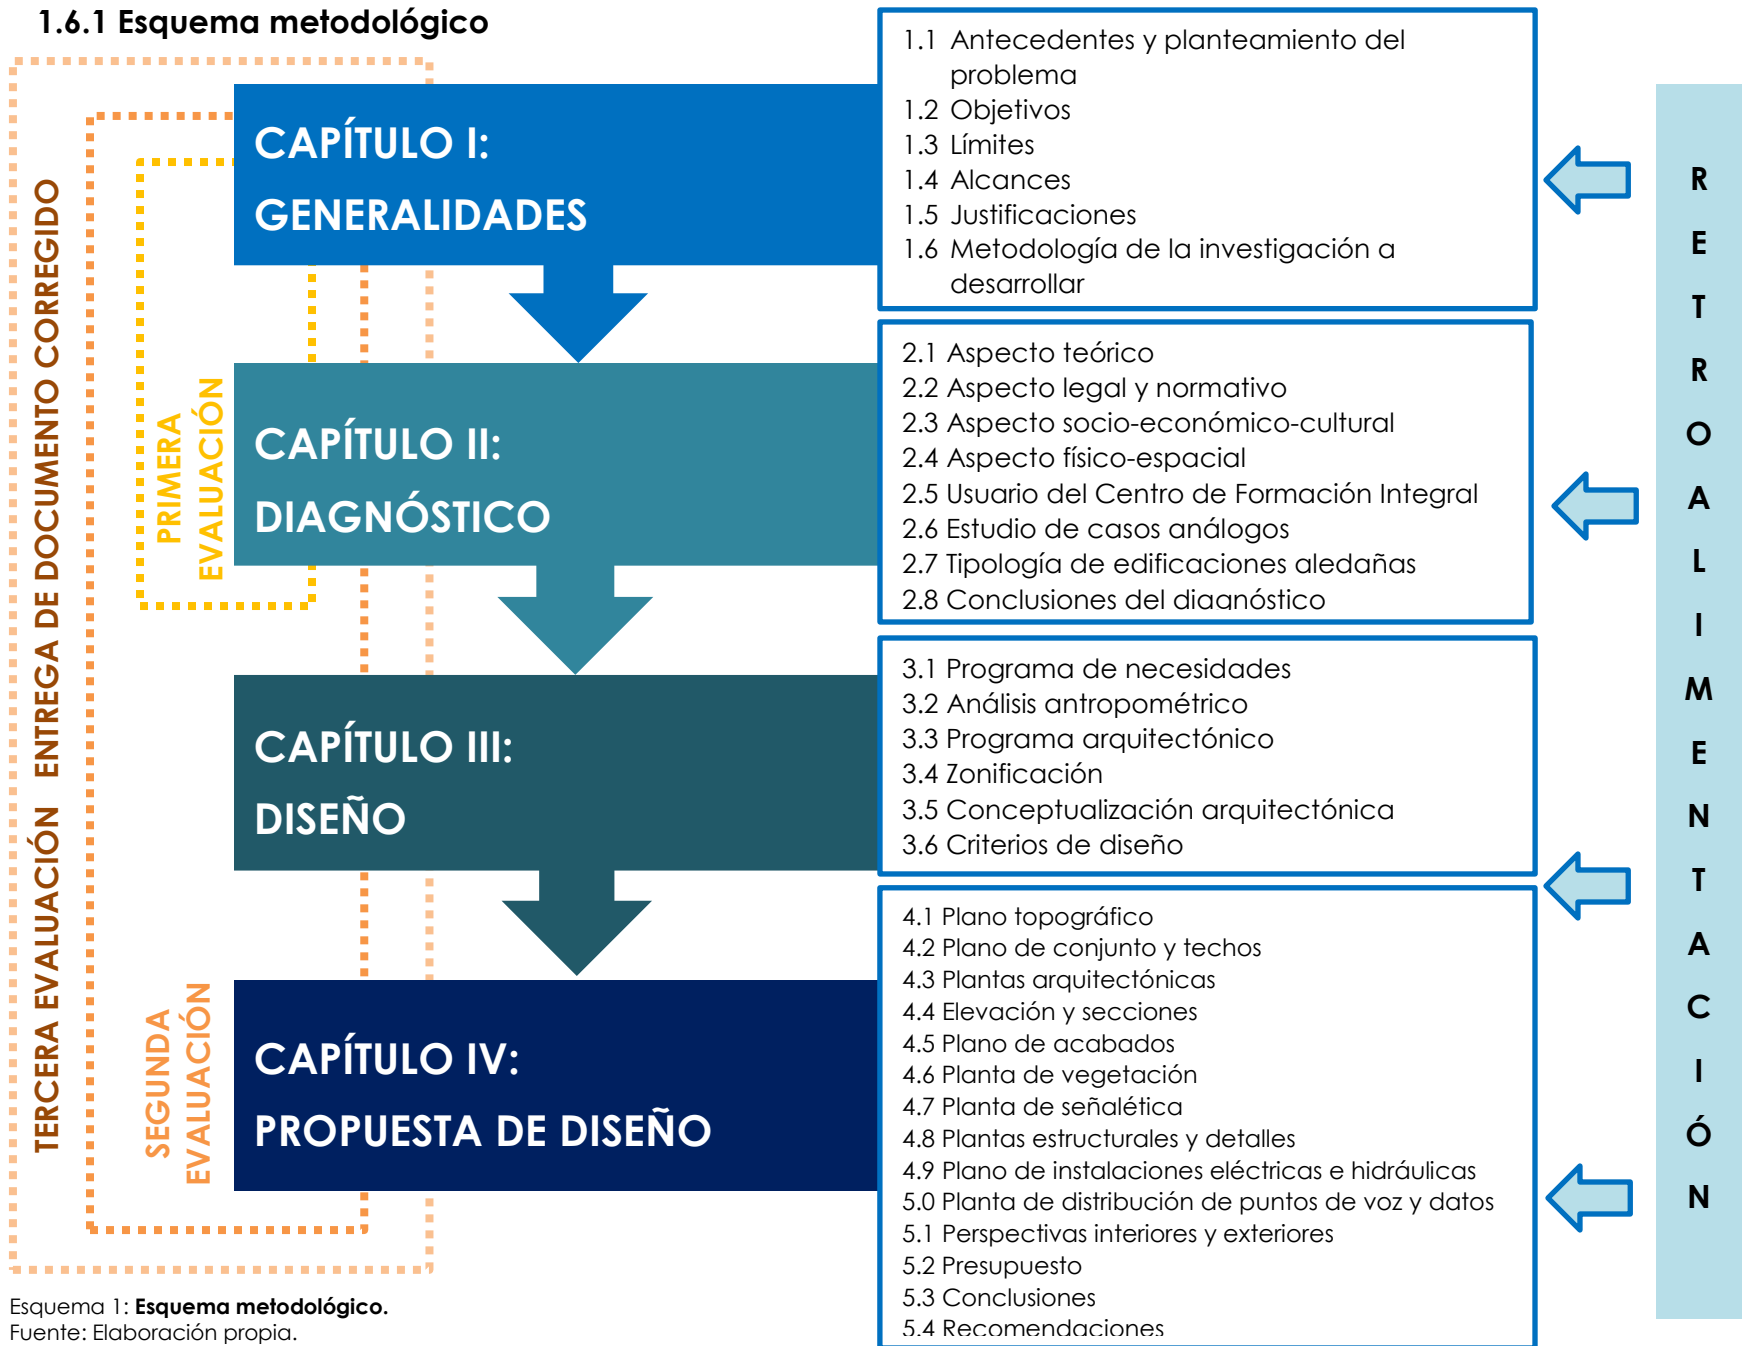 1.6.1 Esquema metodológico
TERCERA EVALUACIÓN ENTREGA DE DOCUMENTO CORREGIDO
PRIMERA
EVALUACIÓN
SEGUNDA
EVALUACIÓN
CAPÍTULO I:
GENERALIDADES
1.1 Antecedentes y planteamiento del
problema
1.2 Objetivos
1.3 Límites
1.4 Alcances
1.5 Justificaciones
1.6 Metodología de la investigación a
desarrollar
CAPÍTULO II:
DIAGNÓSTICO
2.1 Aspecto teórico
2.2 Aspecto legal y normativo
2.3 Aspecto socio-económico-cultural
2.4 Aspecto físico-espacial
2.5 Usuario del Centro de Formación Integral
2.6 Estudio de casos análogos
2.7 Tipología de edificaciones aledañas
2.8 Conclusiones del diagnóstico
CAPÍTULO III:
DISEÑO
3.1 Programa de necesidades
3.2 Análisis antropométrico
3.3 Programa arquitectónico
3.4 Zonificación
3.5 Conceptualización arquitectónica
3.6 Criterios de diseño
CAPÍTULO IV:
PROPUESTA DE DISEÑO
4.1 Plano topográfico
4.2 Plano de conjunto y techos
4.3 Plantas arquitectónicas
4.4 Elevación y secciones
4.5 Plano de acabados
4.6 Planta de vegetación
4.7 Planta de señalética
4.8 Plantas estructurales y detalles
4.9 Plano de instalaciones eléctricas e hidráulicas
5.0 Planta de distribución de puntos de voz y datos
5.1 Perspectivas interiores y exteriores
5.2 Presupuesto
5.3 Conclusiones
5.4 Recomendaciones
RETROALIMENTACIÓN
Esquema 1: Esquema metodológico.
Fuente: Elaboración propia.